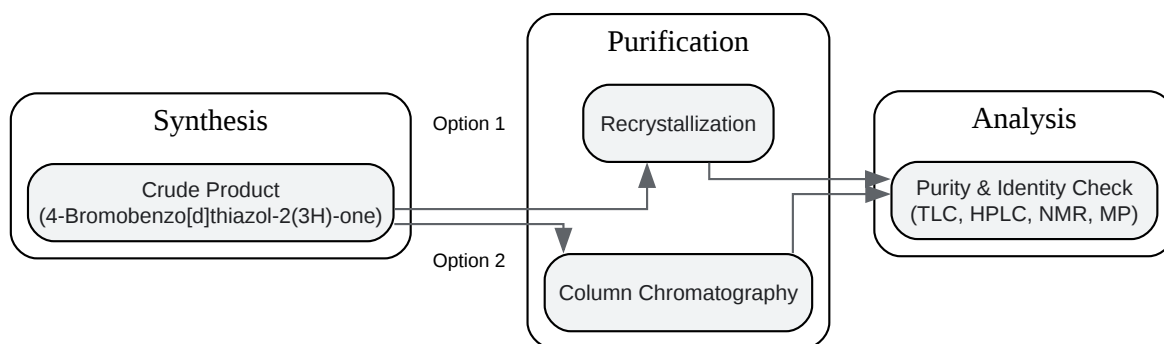 Synthesis
Crude Product
(4-Bromobenzo[d]thiazol-2(3H)-one)
Option 1
Option 2
Purification
Recrystallization
Column Chromatography
Analysis
Purity & Identity Check
(TLC, HPLC, NMR, MP)